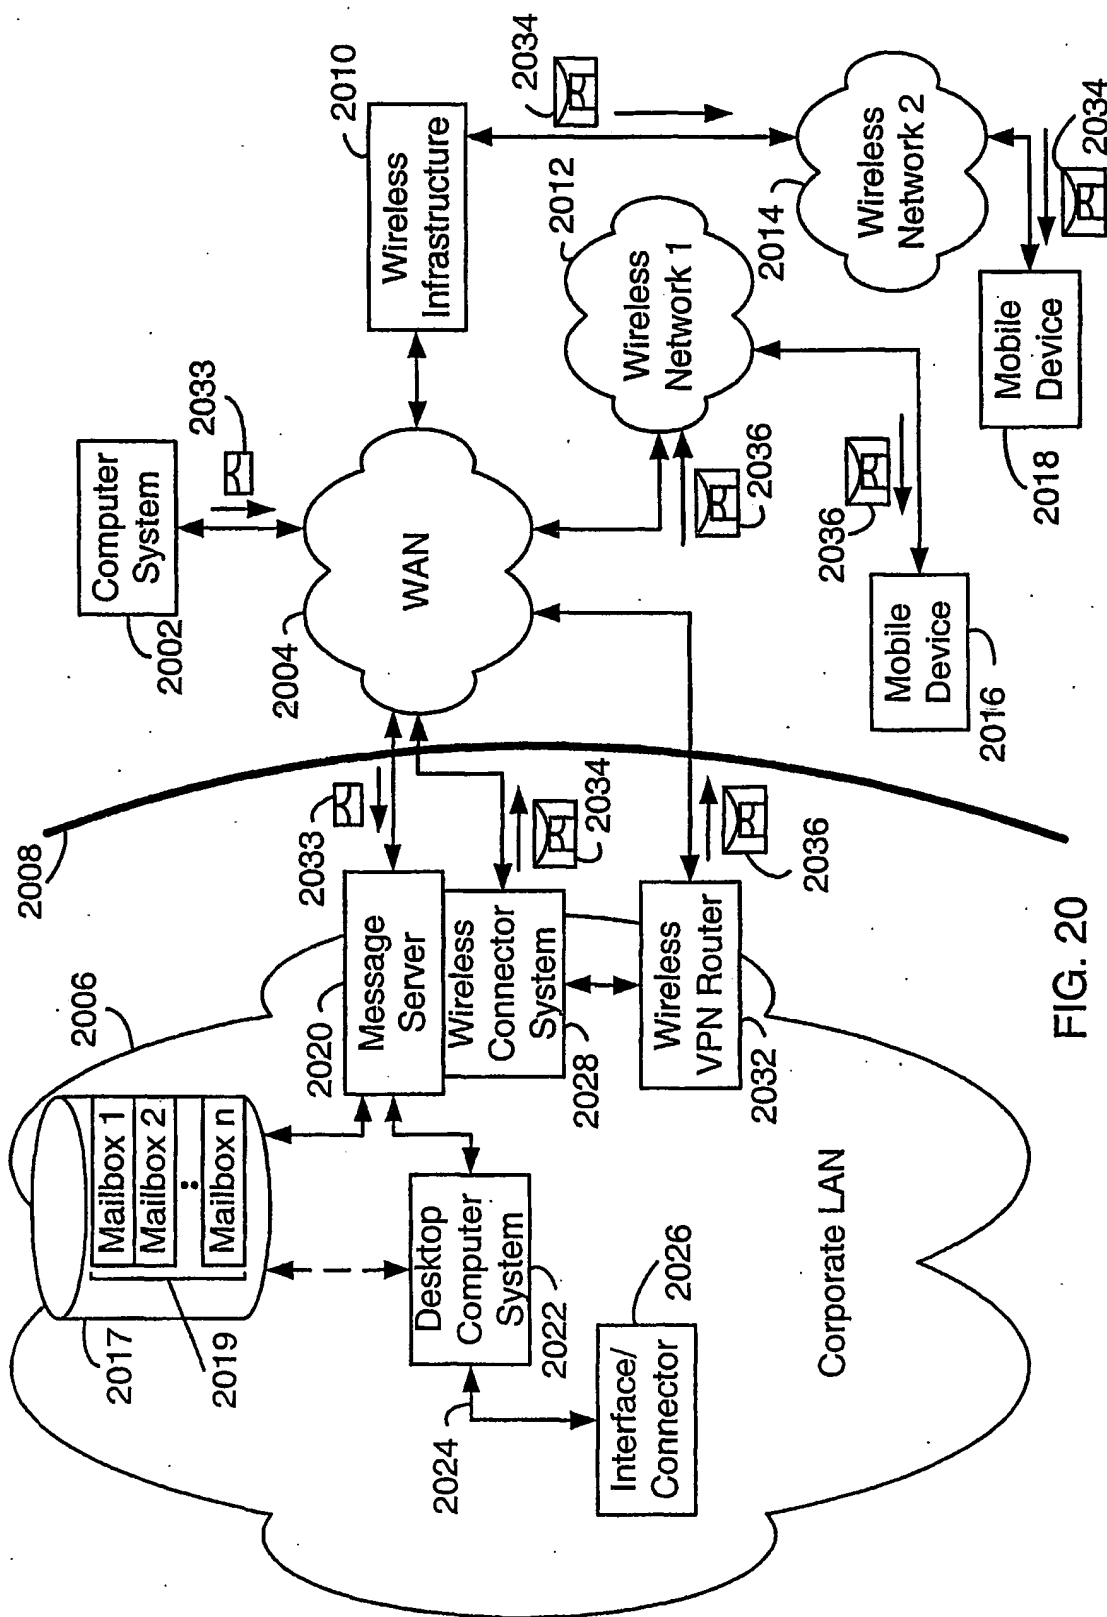 2008
2006
2017
2019
Mailbox 1
Mailbox 2
Mailbox n
2020
Message
Server
Wireless
Connector
System
2028
Wireless
VPN Router
2032
Desktop
Computer
System
2022
2024
2026
Interface/
Connector
Corporate LAN
2033
2034
2036
Computer
System
2002
2033
2004
WAN
2010
Wireless
Infrastructure
2034
2012
Wireless
Network 1
2036
2014
Wireless
Network 2
2034
2036
Mobile
Device
2016
Mobile
Device
2018
FIG. 20